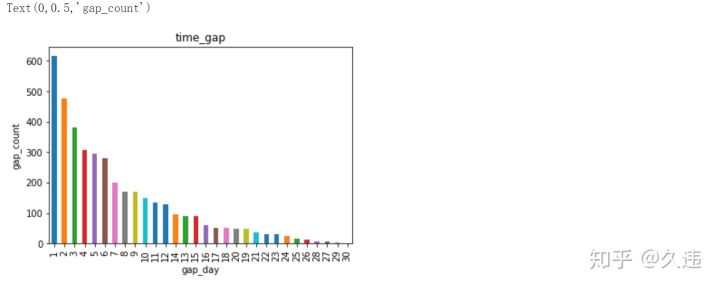 Text(0,0.5,'gap_count')
time_gap
600
500
400
300
200
100
0
gap_count
1 2 3 4 5 6 7 8 9 10 11 12 14 13 15 16 17 18 20 19 21 22 23 24 25 26 28 27 29 30
gap_day
知乎 @久违